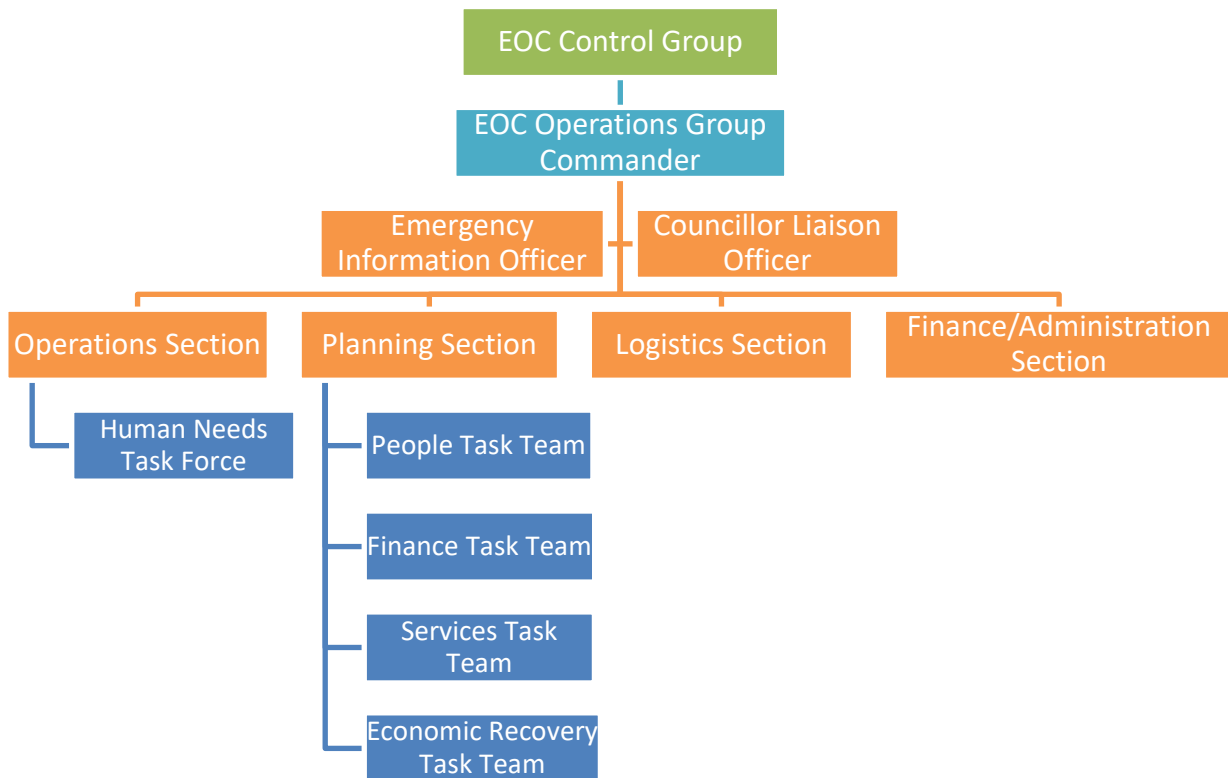 EOC Control Group
EOC Operations Group
Commander
Emergency
Information Officer
Councillor Liaison
Officer
Operations Section
Planning Section
Logistics Section
Finance/Administration
Section
Human Needs
Task Force
People Task Team
Finance Task Team
Services Task
Team
Economic Recovery
Task Team